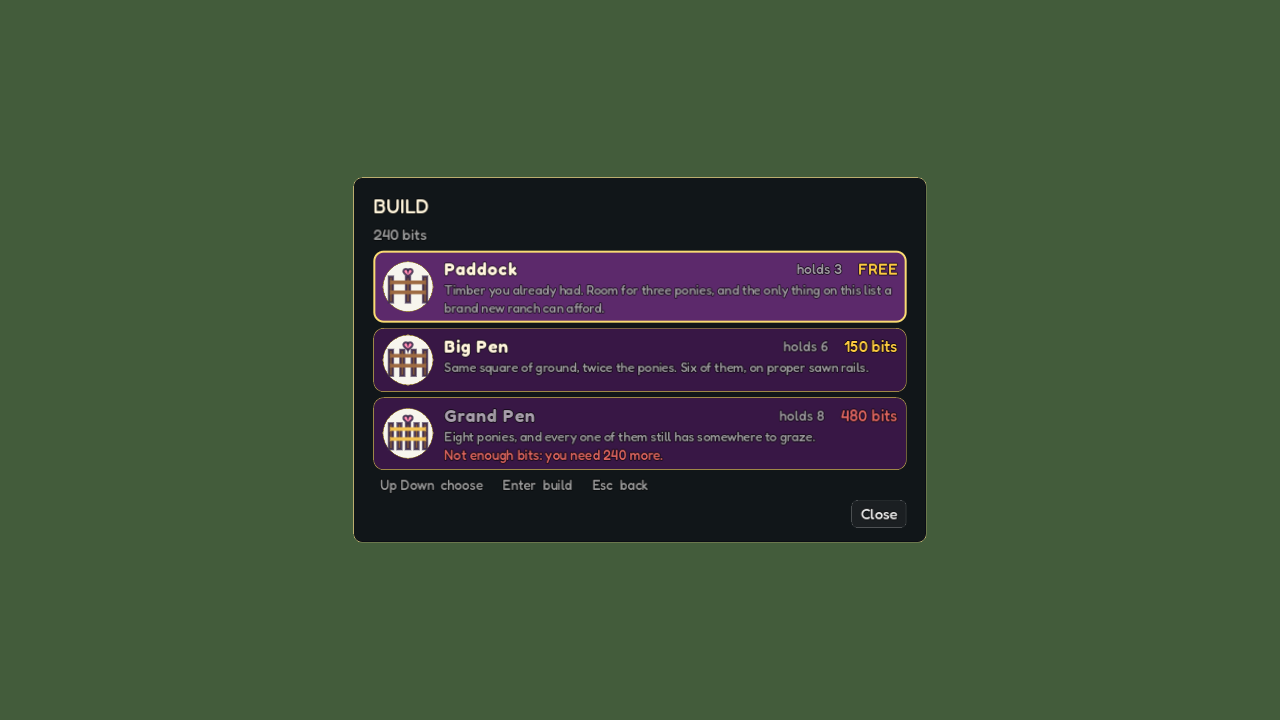 BUILD
240 bits
Paddock holds 3 FREE
Timber you already had. Room for three ponies, and the only thing on this list a
brand new ranch can afford.
Big Pen holds 6 150 bits
Same square of ground, twice the ponies. Six of them, on proper sawn rails.
Grand Pen holds 8 480 bits
Eight ponies, and every one of them still has somewhere to graze.
Not enough bits: you need 240 more.
Up Down choose Enter build Esc back
Close